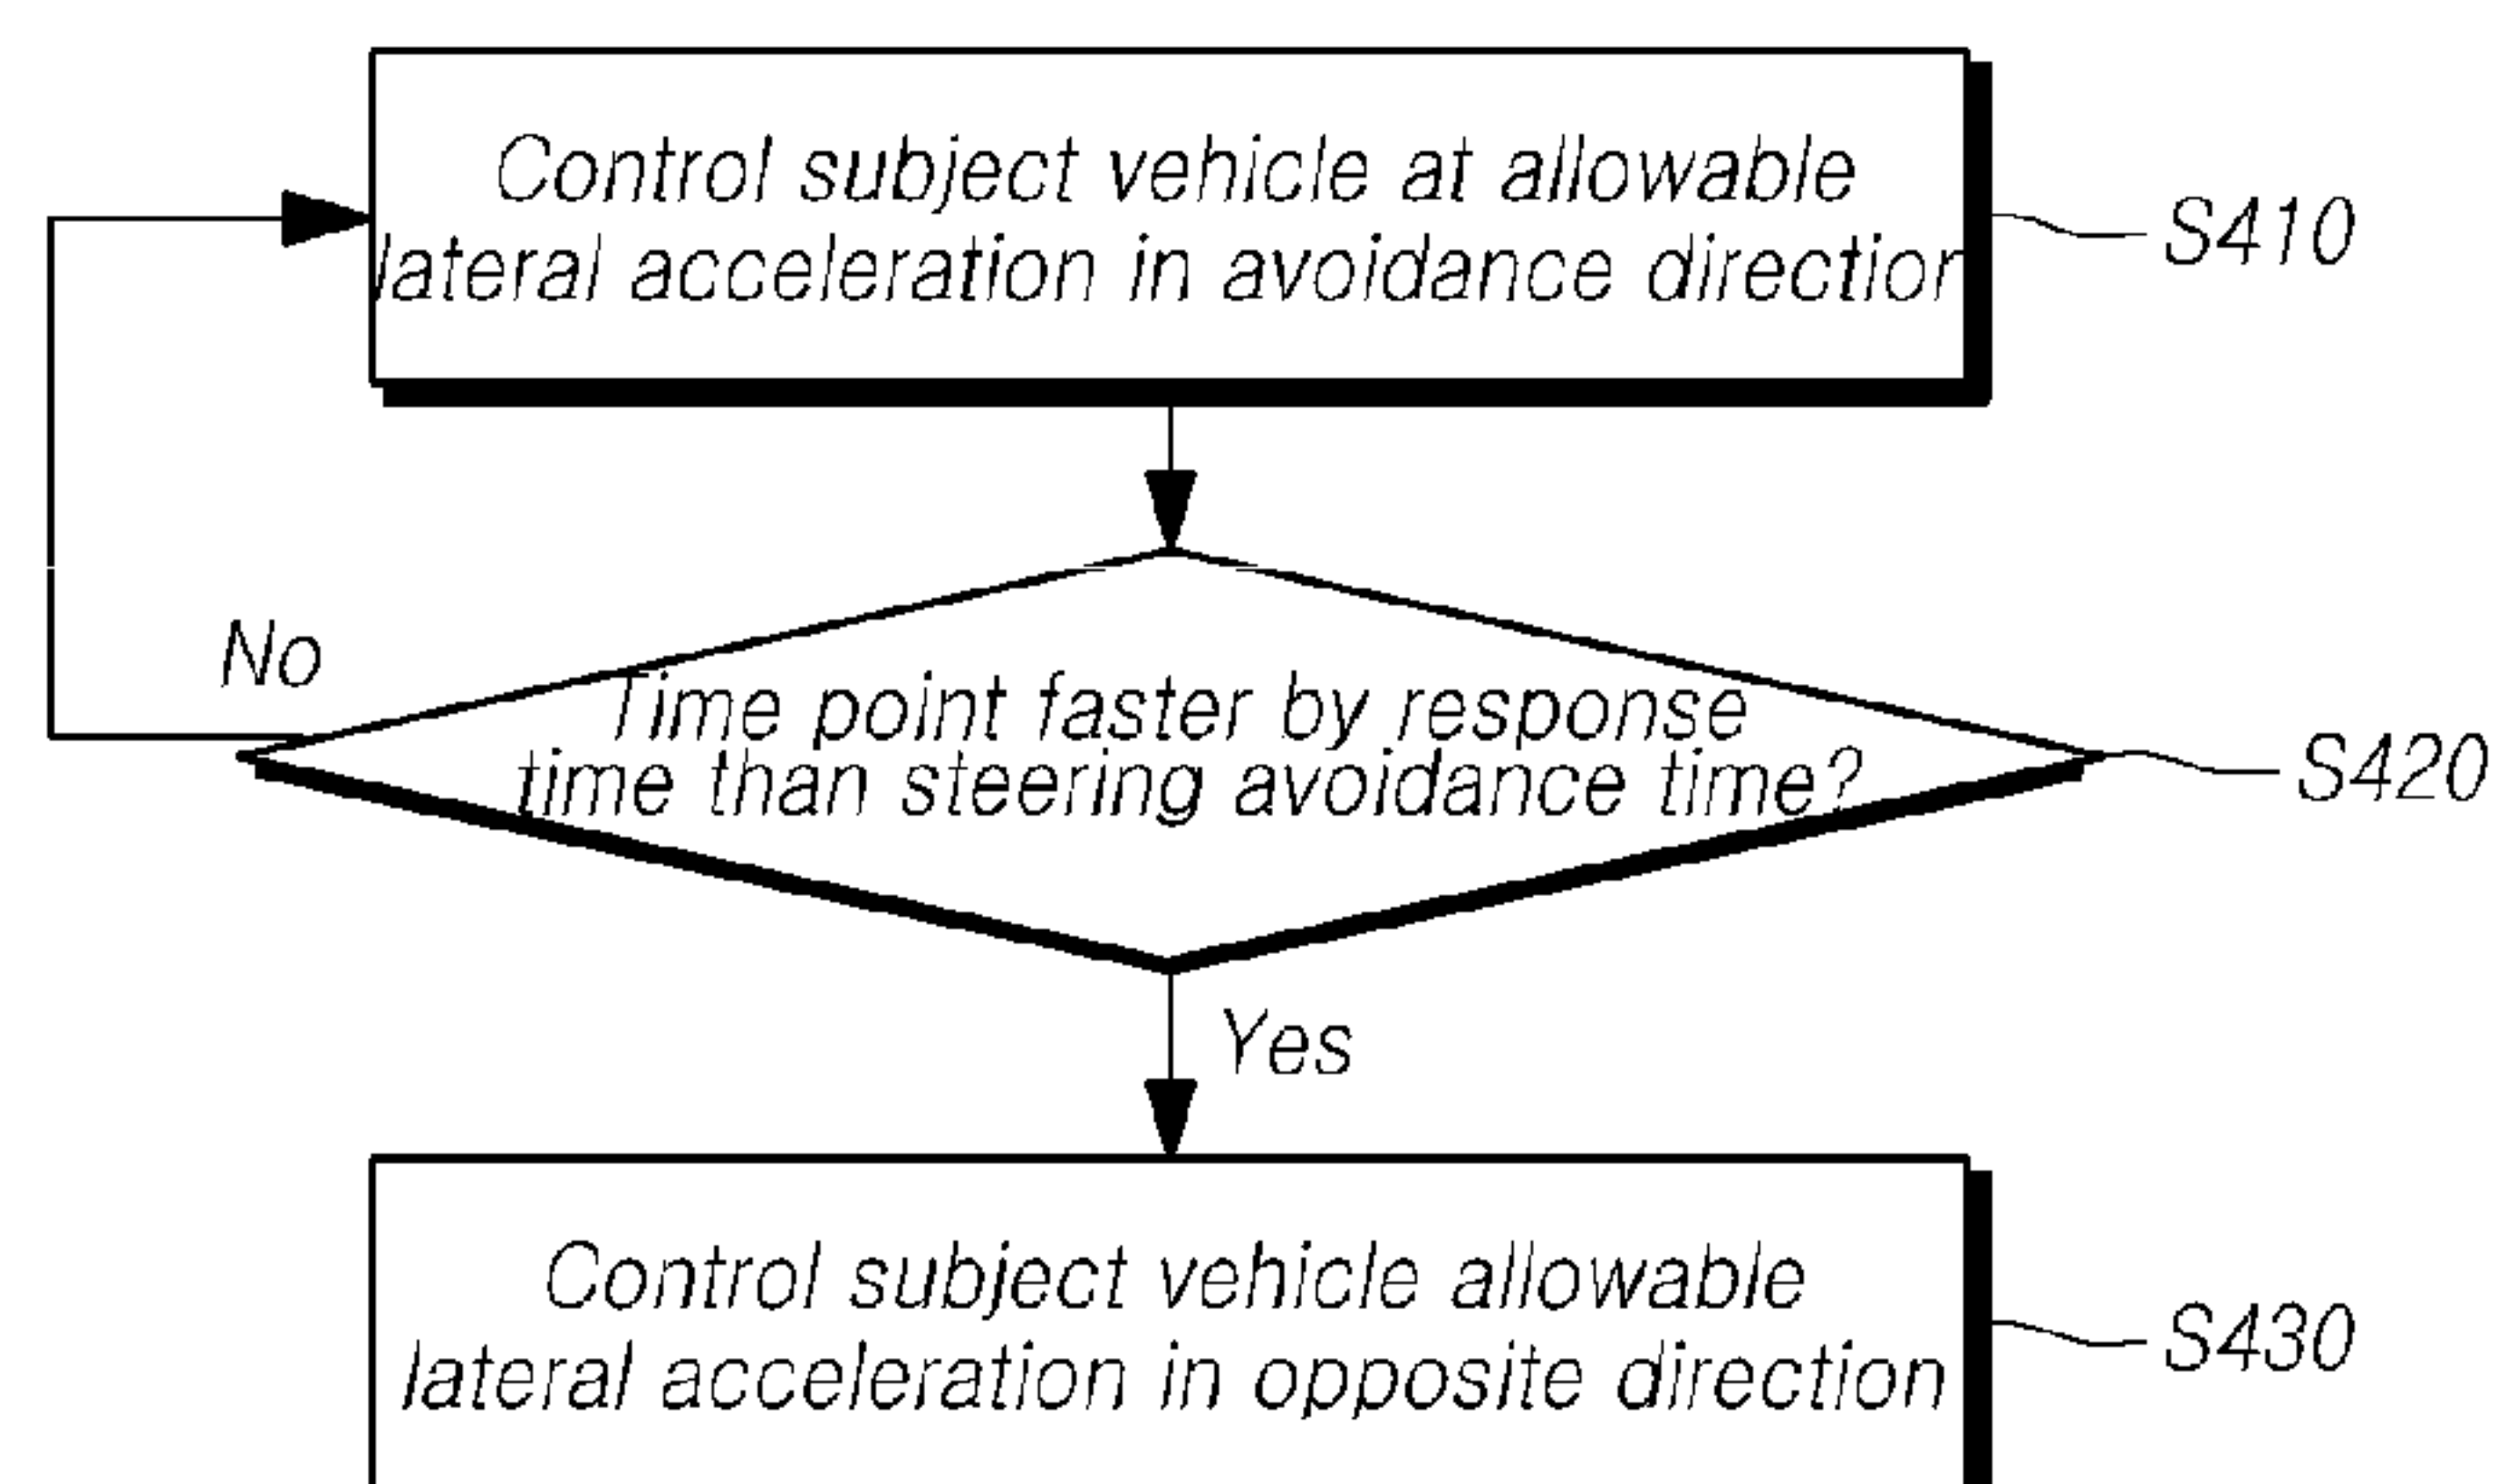 Control subject vehicle at allowable
lateral acceleration in avoidance direction
S410
No
Time point faster by response
time than steering avoidance time?
S420
Yes
Control subject vehicle allowable
lateral acceleration in opposite direction
S430